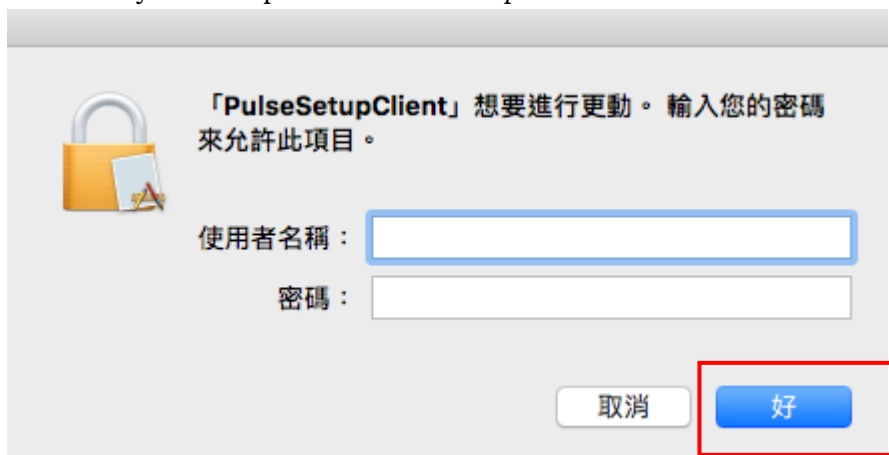 「PulseSetupClient」想要進行更動。 輸入您的密碼
來允許此項目。
使用者名稱：
密碼：
取消
好